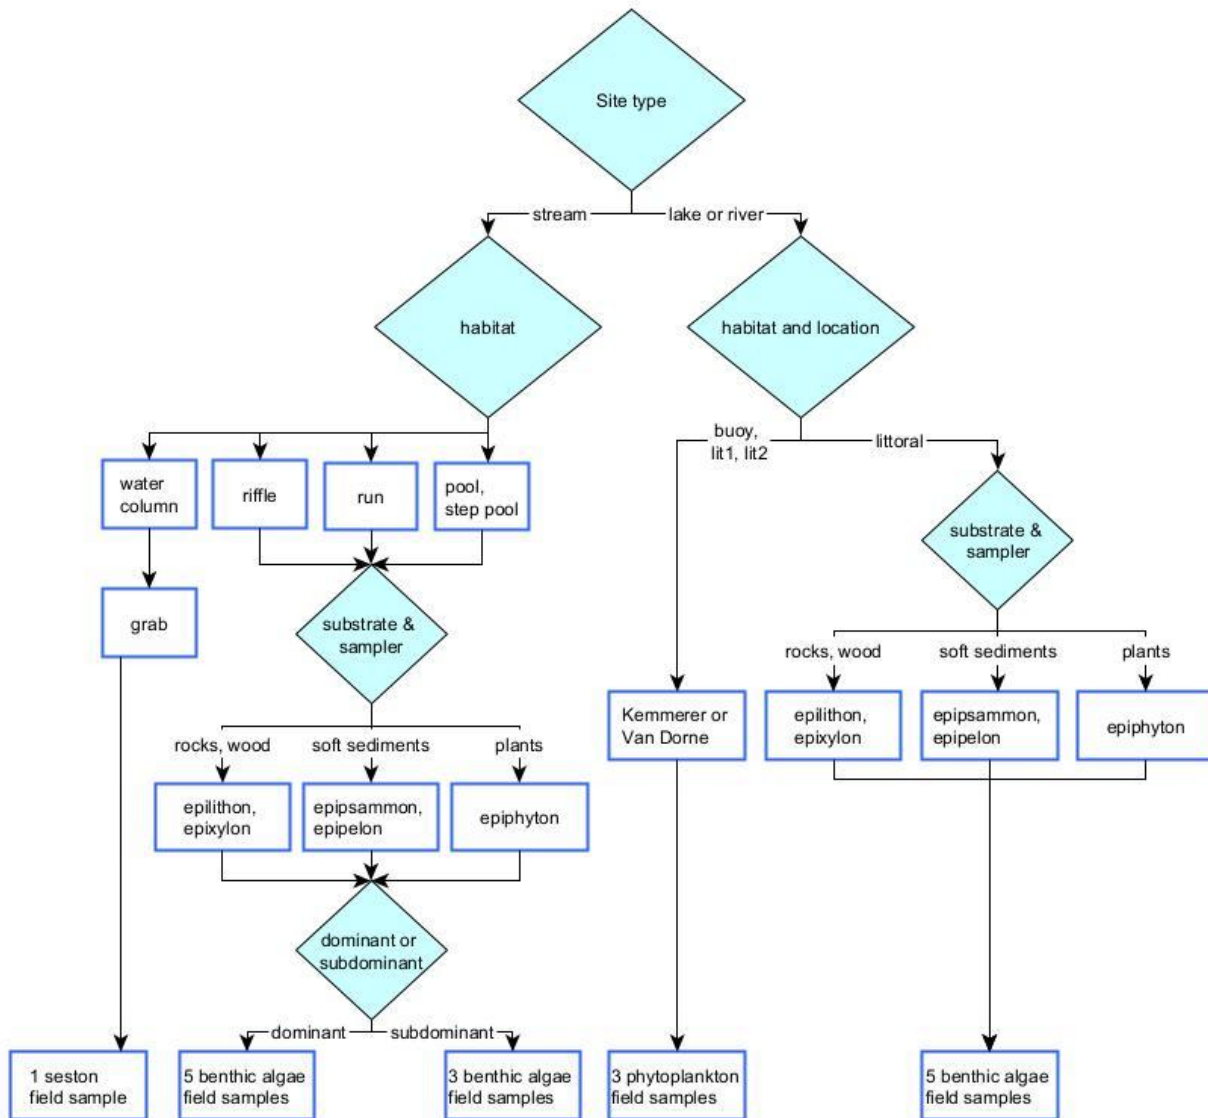 Site type
stream
lake or river
habitat
habitat and location
buoy,
lit1, lit2
littoral
water
column
riffle
run
pool,
step pool
substrate &
sampler
grab
substrate &
sampler
rocks, wood
soft sediments
plants
Kemmerer or
Van Dorne
epilithon,
epixylon
epipsammon,
epipelon
epiphyton
rocks, wood
soft sediments
plants
epilithon,
epixylon
epipsammon,
epipelon
epiphyton
dominant or
subdominant
dominant
subdominant
1 seston
field sample
5 benthic algae
field samples
3 benthic algae
field samples
3 phytoplankton
field samples
5 benthic algae
field samples